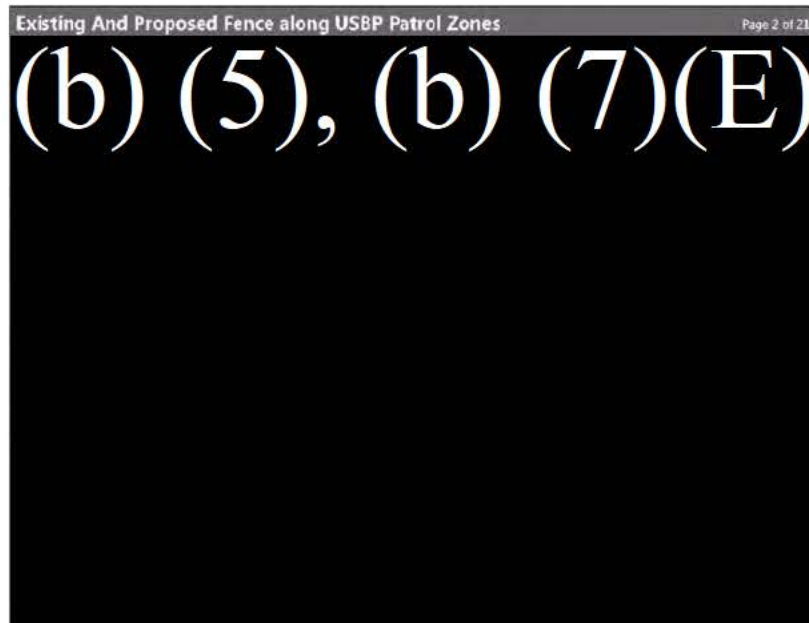 Existing And Proposed Fence along USBP Patrol Zones
Page 2 of 21
(b) (5), (b) (7)(E)